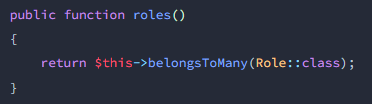 public function roles()
{
    return $this->belongsToMany(Role::class);
}